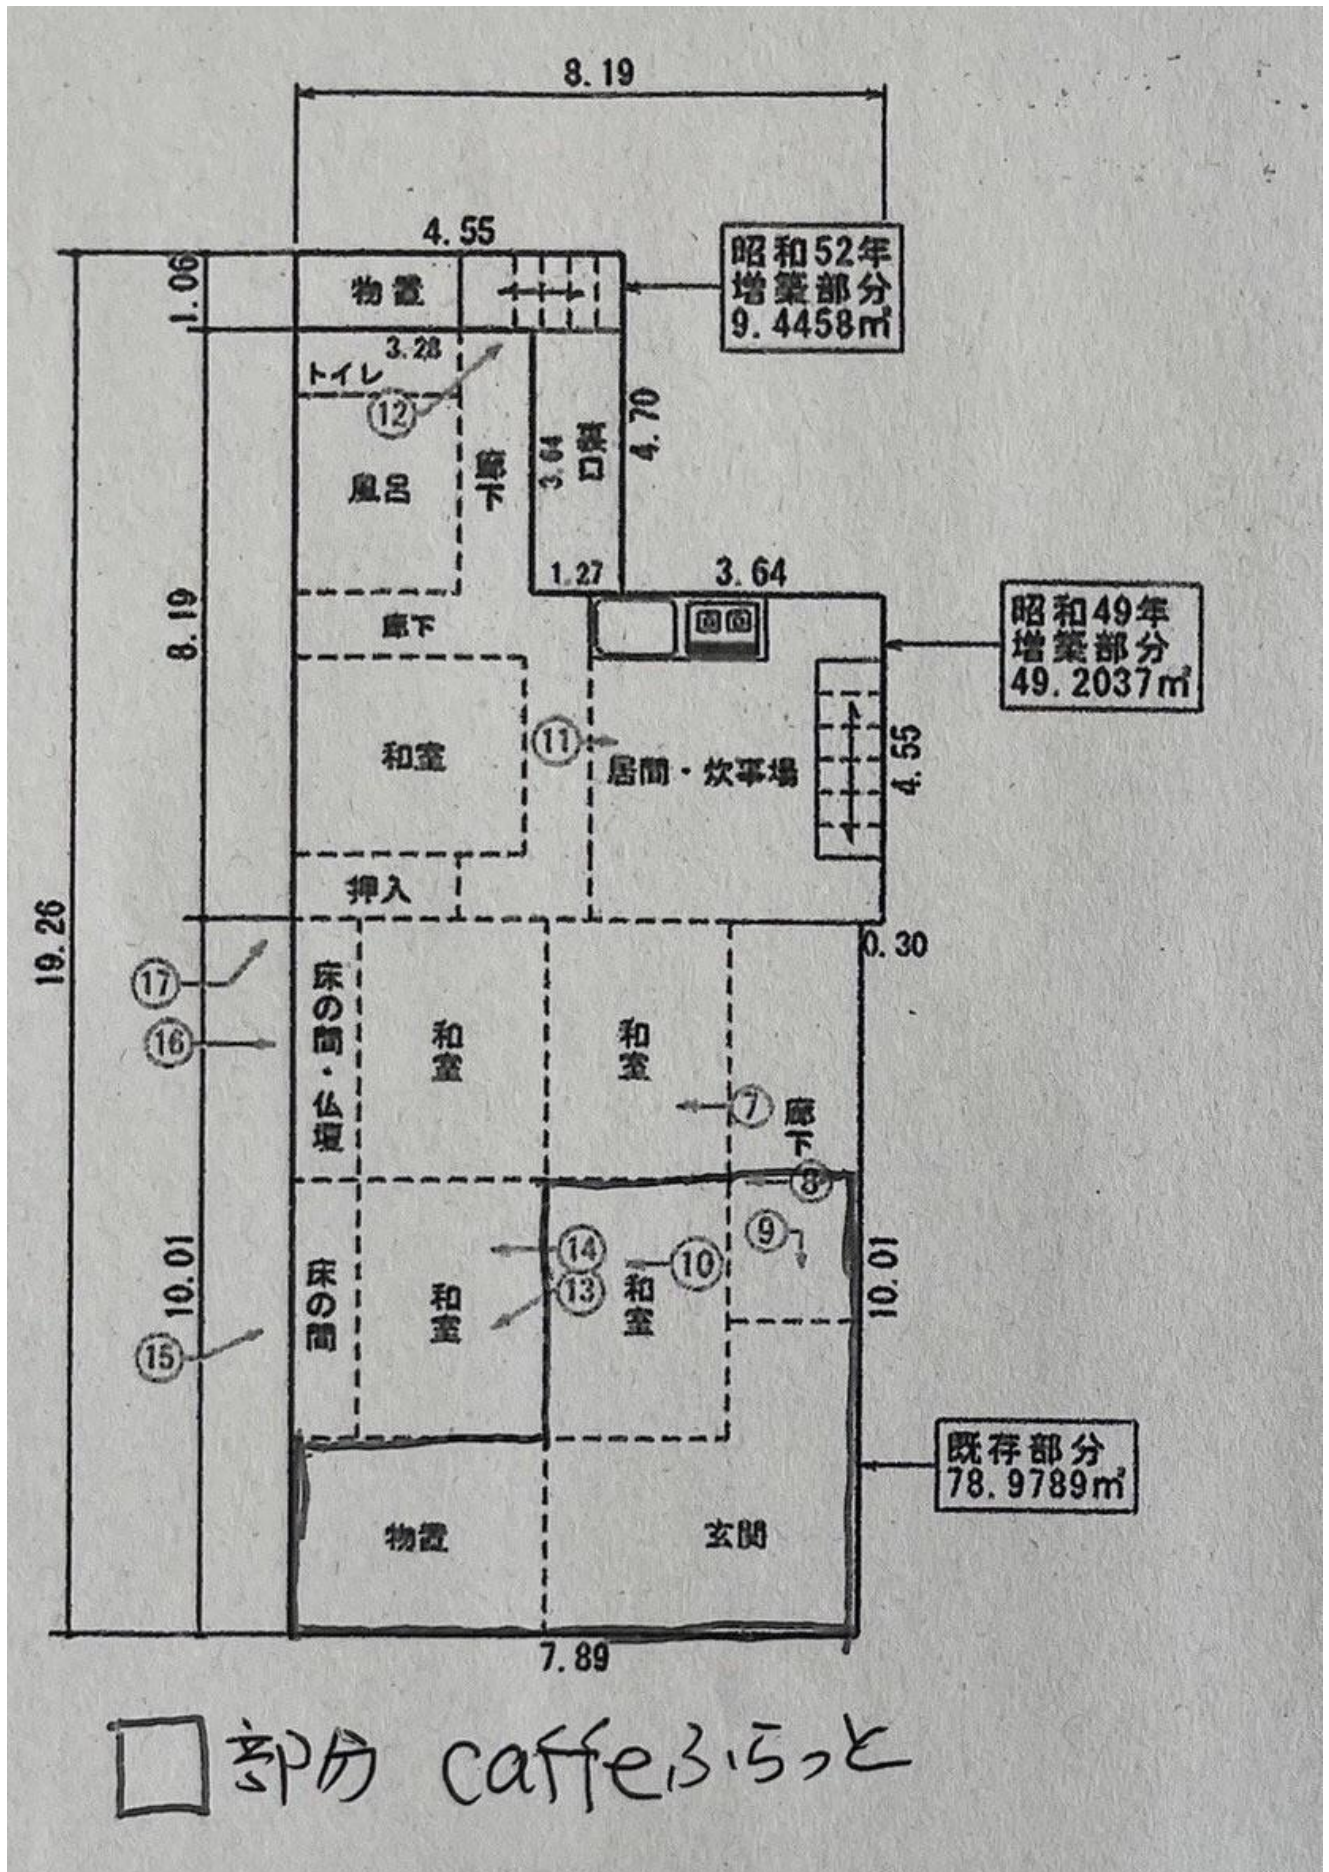 8.19
4.55
昭和52年
増築部分
9.4458㎡
1.06
物置
3.28
トイレ
⑫
4.70
3.64
勝口
廊下
風呂
1.27
3.64
昭和49年
増築部分
49.2037㎡
8.19
廊下
和室
⑪
居間・炊事場
4.55
押入
19.26
0.30
⑰
⑯
床の間・仏壇
和室
和室
⑦
廊下
⑧
⑨
⑭
⑩
⑬
10.01
床の間
和室
和室
10.01
⑮
既存部分
78.9789㎡
物置
玄関
7.89
部分 caffeふらっと